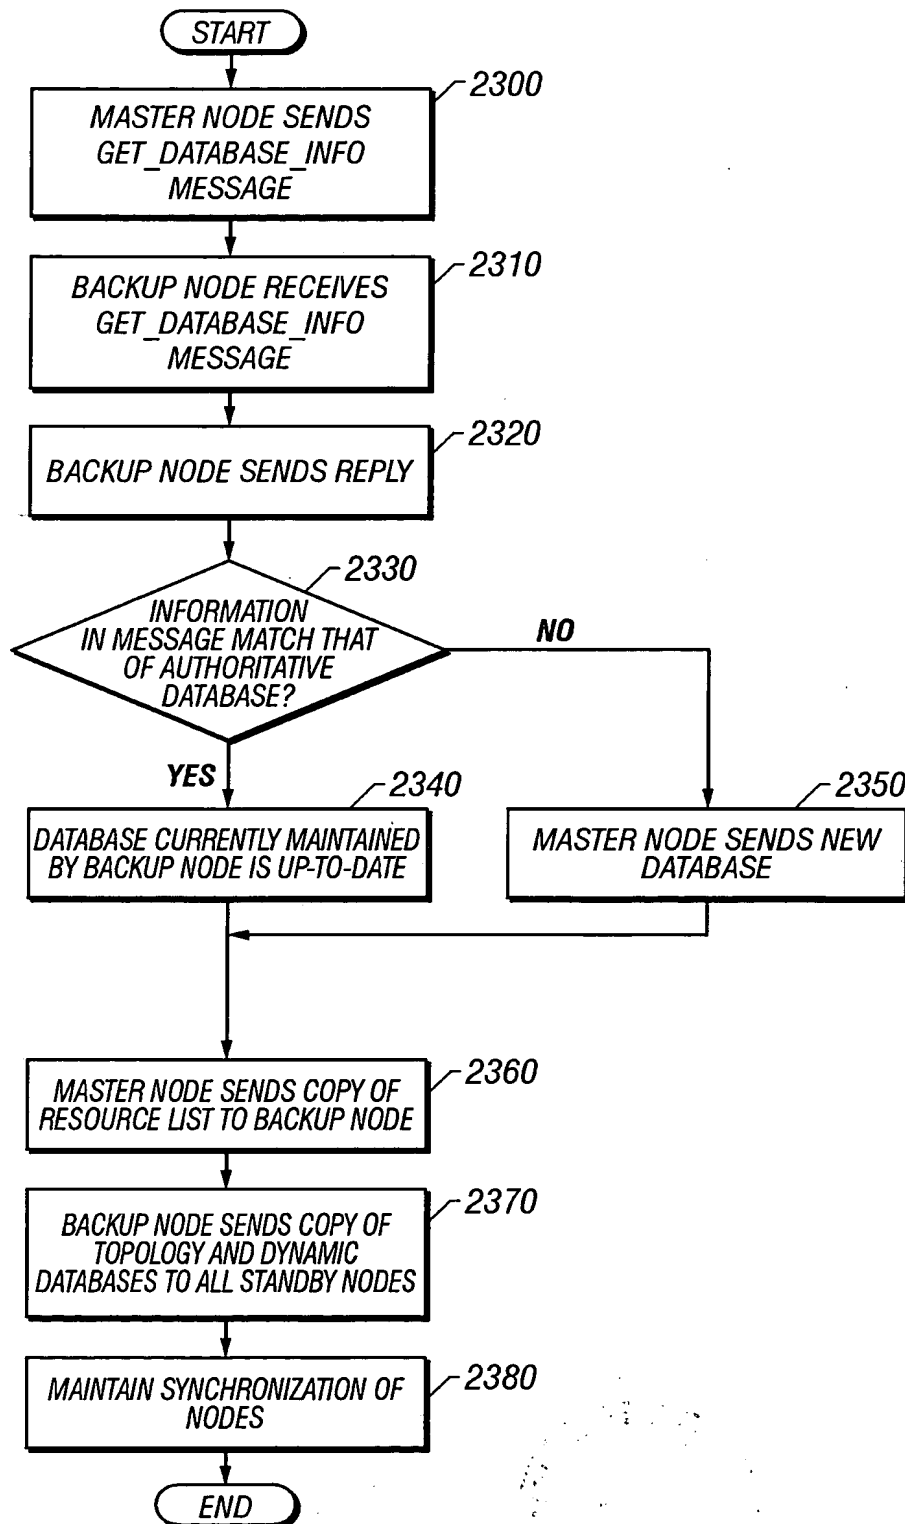 START
2300
MASTER NODE SENDS
GET_DATABASE_INFO
MESSAGE
2310
BACKUP NODE RECEIVES
GET_DATABASE_INFO
MESSAGE
2320
BACKUP NODE SENDS REPLY
2330
INFORMATION
IN MESSAGE MATCH THAT
OF AUTHORITATIVE
DATABASE?
NO
YES
2340
DATABASE CURRENTLY MAINTAINED
BY BACKUP NODE IS UP-TO-DATE
2350
MASTER NODE SENDS NEW
DATABASE
2360
MASTER NODE SENDS COPY OF
RESOURCE LIST TO BACKUP NODE
2370
BACKUP NODE SENDS COPY OF
TOPOLOGY AND DYNAMIC
DATABASES TO ALL STANDBY NODES
2380
MAINTAIN SYNCHRONIZATION OF
NODES
END